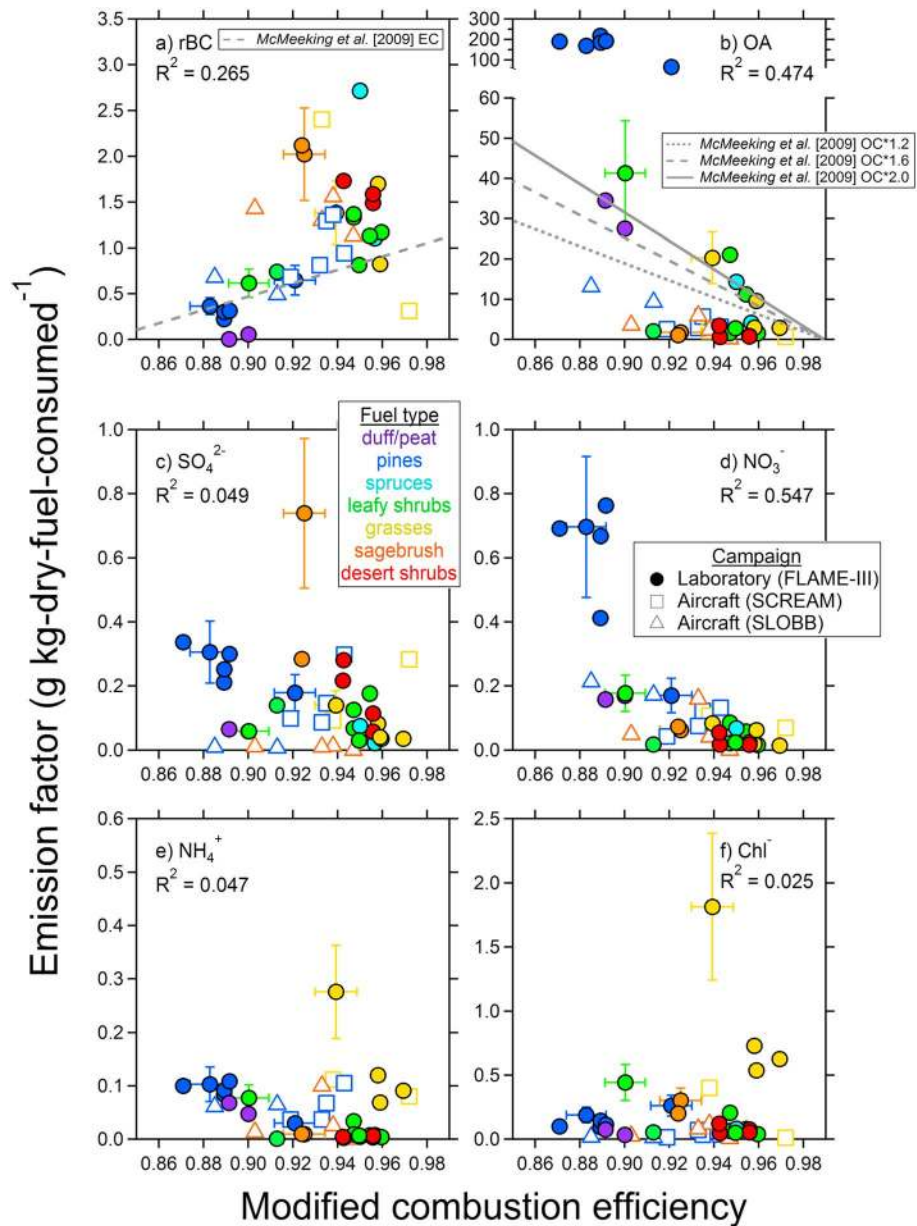 Emission factor (g kg-dry-fuel-consumed⁻¹)
a) rBC
R² = 0.265
McMeeking et al. [2009] EC
3.5
3.0
2.5
2.0
1.5
1.0
0.5
0.0
0.86 0.88 0.90 0.92 0.94 0.96 0.98
b) OA
R² = 0.474
300
200
100
60
50
40
30
20
10
0
McMeeking et al. [2009] OC*1.2
McMeeking et al. [2009] OC*1.6
McMeeking et al. [2009] OC*2.0
0.86 0.88 0.90 0.92 0.94 0.96 0.98
c) SO₄²⁻
R² = 0.049
1.0
0.8
0.6
0.4
0.2
0.0
Fuel type
duff/peat
pines
spruces
leafy shrubs
grasses
sagebrush
desert shrubs
0.86 0.88 0.90 0.92 0.94 0.96 0.98
d) NO₃⁻
R² = 0.547
1.0
0.8
0.6
0.4
0.2
0.0
Campaign
Laboratory (FLAME-III)
Aircraft (SCREAM)
Aircraft (SLOBB)
0.86 0.88 0.90 0.92 0.94 0.96 0.98
e) NH₄⁺
R² = 0.047
0.6
0.5
0.4
0.3
0.2
0.1
0.0
0.86 0.88 0.90 0.92 0.94 0.96 0.98
f) Chl⁻
R² = 0.025
2.5
2.0
1.5
1.0
0.5
0.0
0.86 0.88 0.90 0.92 0.94 0.96 0.98
Modified combustion efficiency